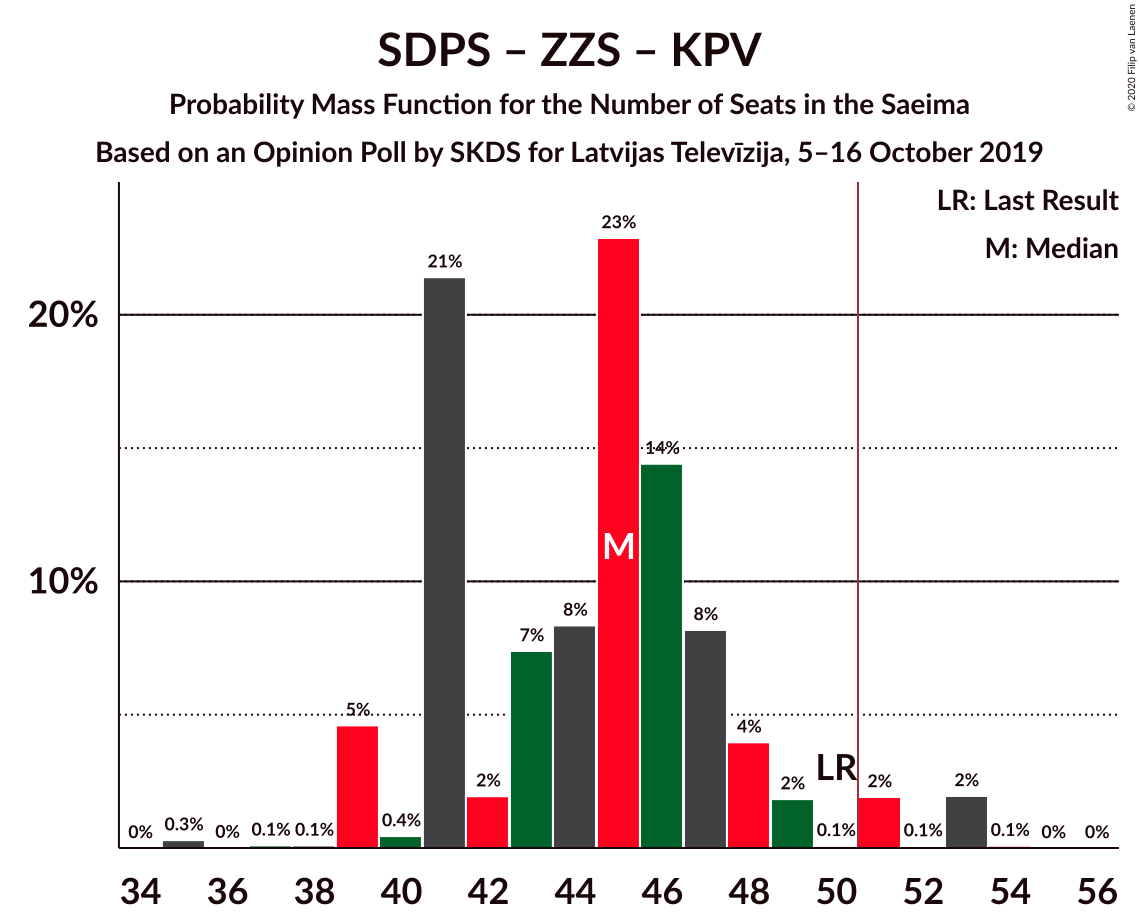 SDPS – ZZS – KPV
Probability Mass Function for the Number of Seats in the Saeima
Based on an Opinion Poll by SKDS for Latvijas Televīzija, 5–16 October 2019
© 2020 Filip van Laenen
LR: Last Result
M: Median
20%
10%
0% 0.3% 0% 0.1% 0.1% 5% 0.4% 21% 2% 7% 8% 23% 14% 8% 4% 2% 0.1% 2% 0.1% 2% 0.1% 0% 0%
M
LR
34 36 38 40 42 44 46 48 50 52 54 56